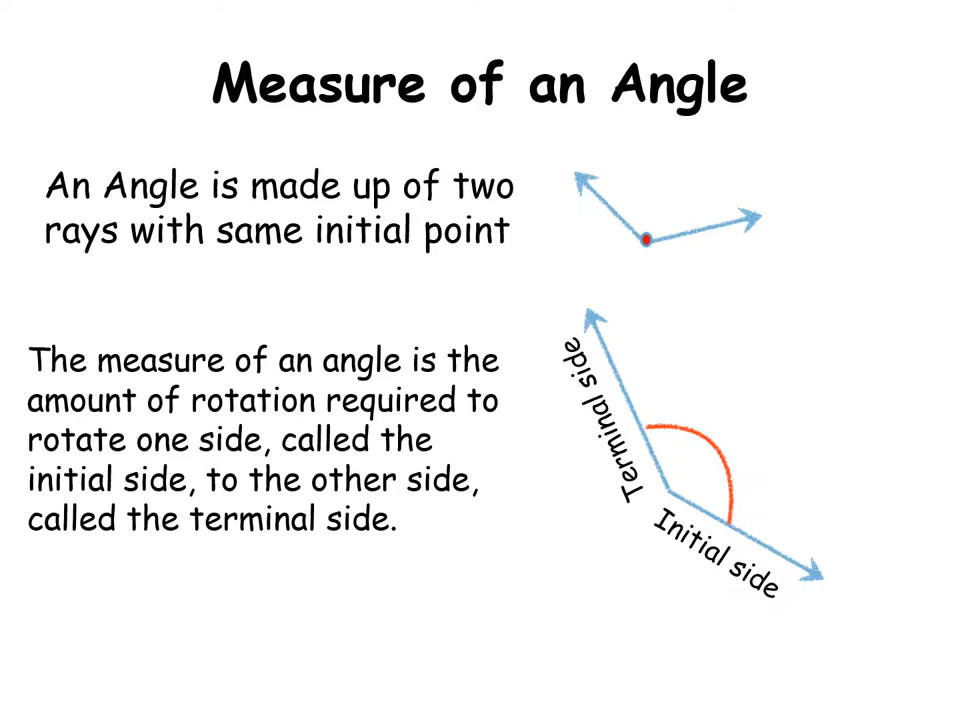 Measure of an Angle
An Angle is made up of two
rays with same initial point
The measure of an angle is the
amount of rotation required to
rotate one side, called the
initial side, to the other side,
called the terminal side.
Terminal side
Initial side